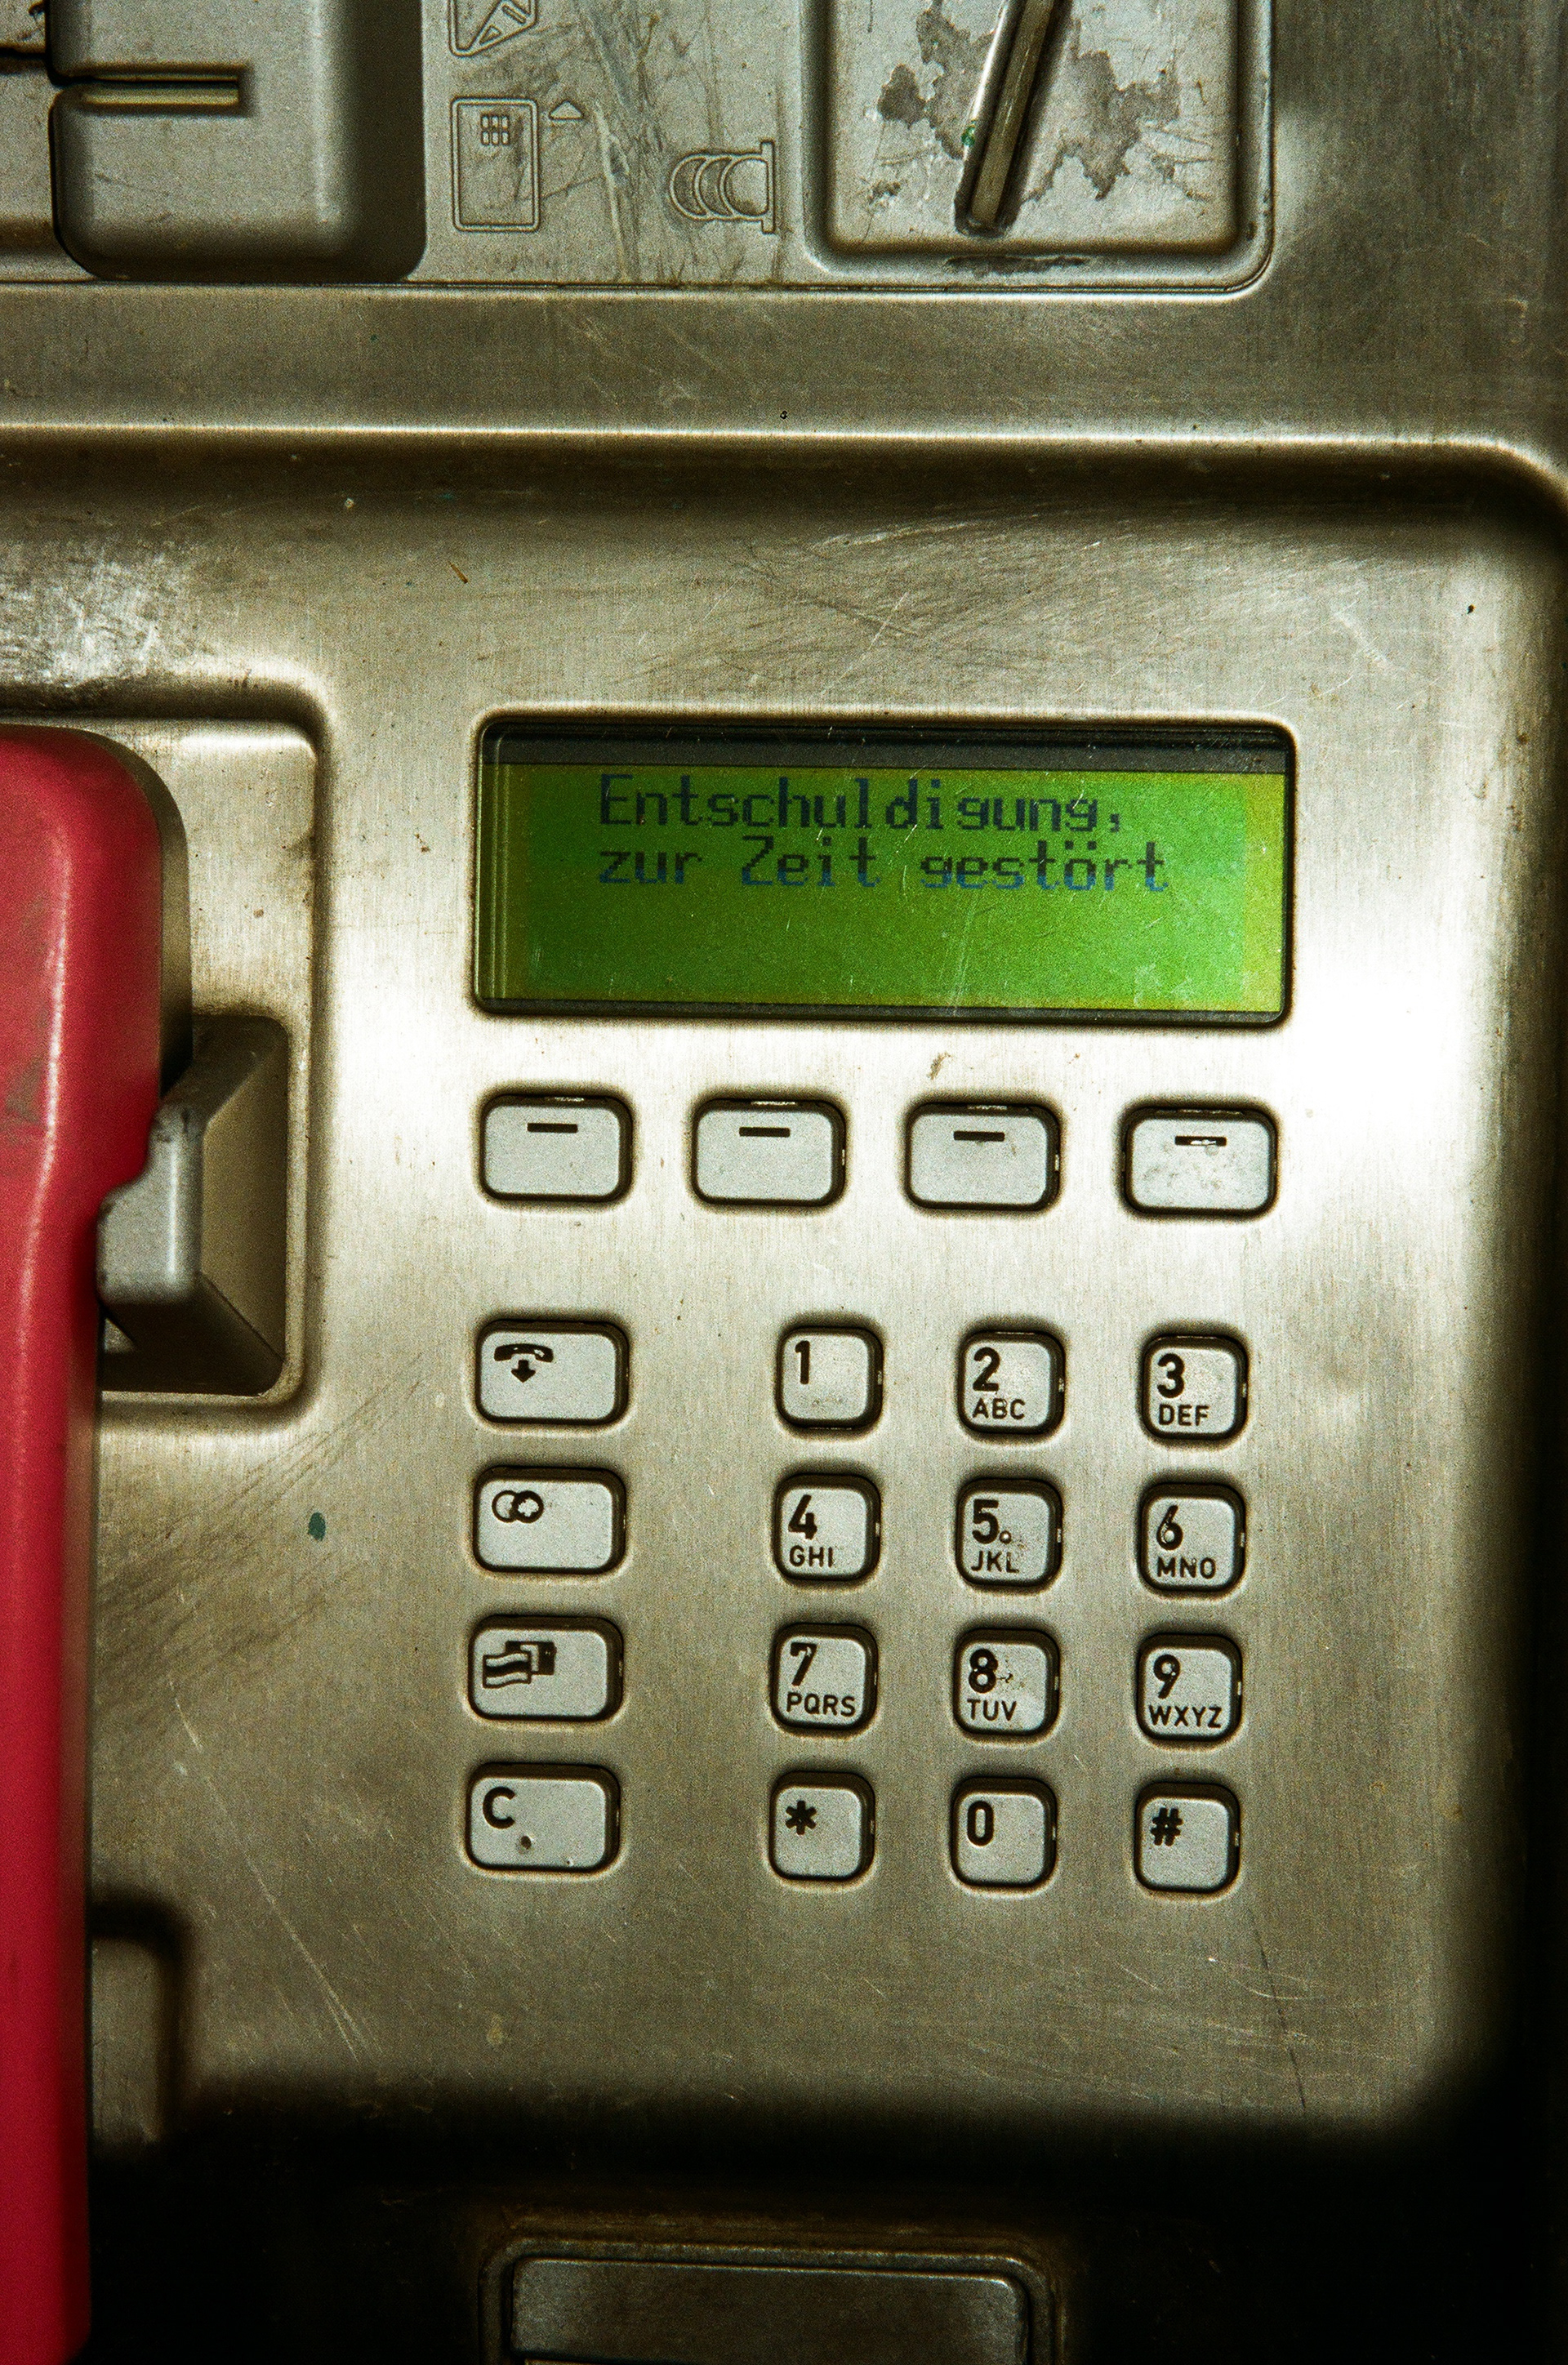 Entschuldigung,
zur Zeit gestört
1
2
ABC
3
DEF
4
GHI
5
JKL
6
MNO
7
PQRS
8
TUV
9
WXYZ
C
*
0
#